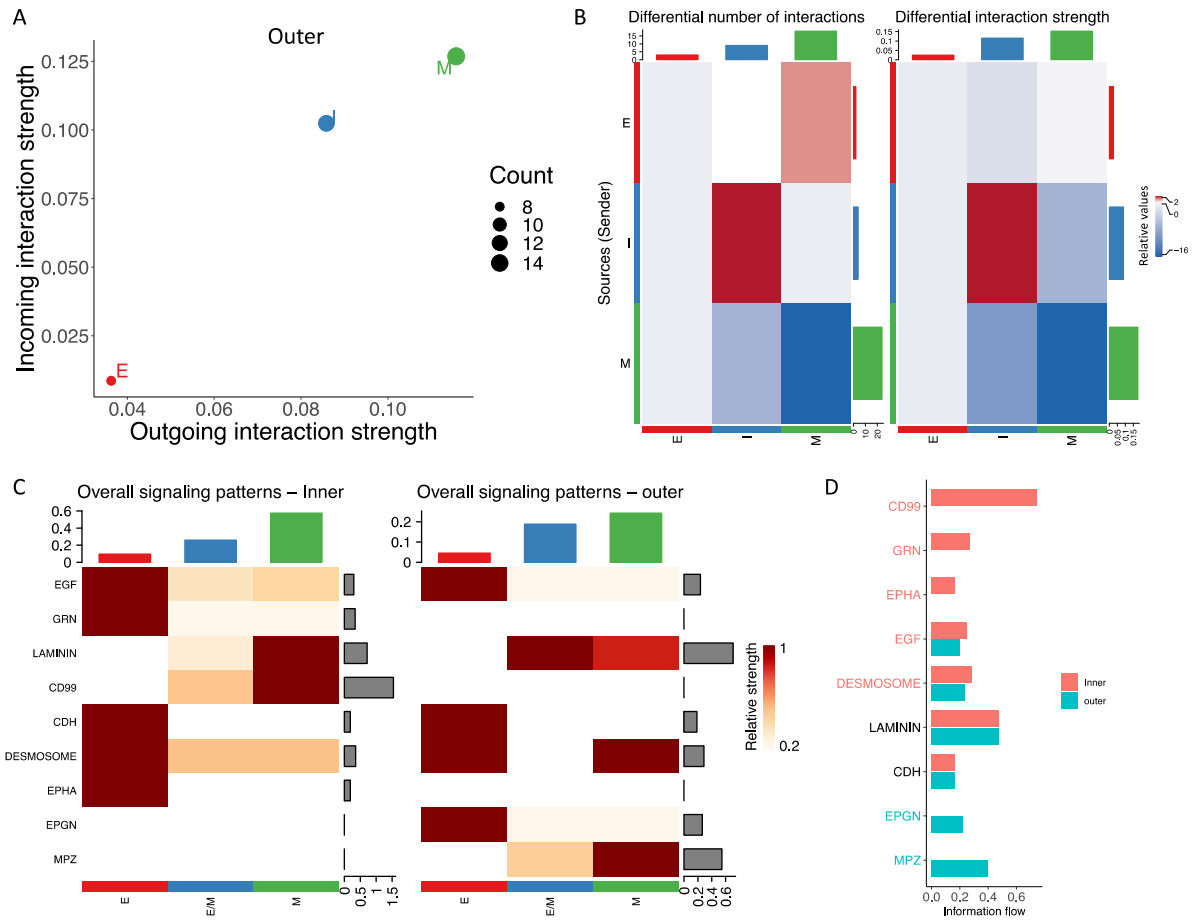 A
Outer
Incoming interaction strength
0.125
0.100
0.075
0.050
0.025
M
I
E
Count
8
10
12
14
0.04
0.06
0.08
0.10
Outgoing interaction strength
B
Differential number of interactions
Differential interaction strength
15
10
5
0
0.15
0.1
0.05
0
Sources (Sender)
E
I
M
E
I
M
0
10
20
E
I
M
0
0.05
0.1
0.15
Relative values
2
0
−16
C
Overall signaling patterns – Inner
Overall signaling patterns – outer
0.6
0.4
0.2
0
0.2
0.1
0
EGF
GRN
LAMININ
CD99
CDH
DESMOSOME
EPHA
EPGN
MPZ
E
E/M
M
0
0.5
1
1.5
E
E/M
M
0
0.2
0.4
0.6
Relative strength
1
0.2
D
CD99
GRN
EPHA
EGF
DESMOSOME
LAMININ
CDH
EPGN
MPZ
Inner
outer
0.0
0.2
0.4
0.6
Information flow